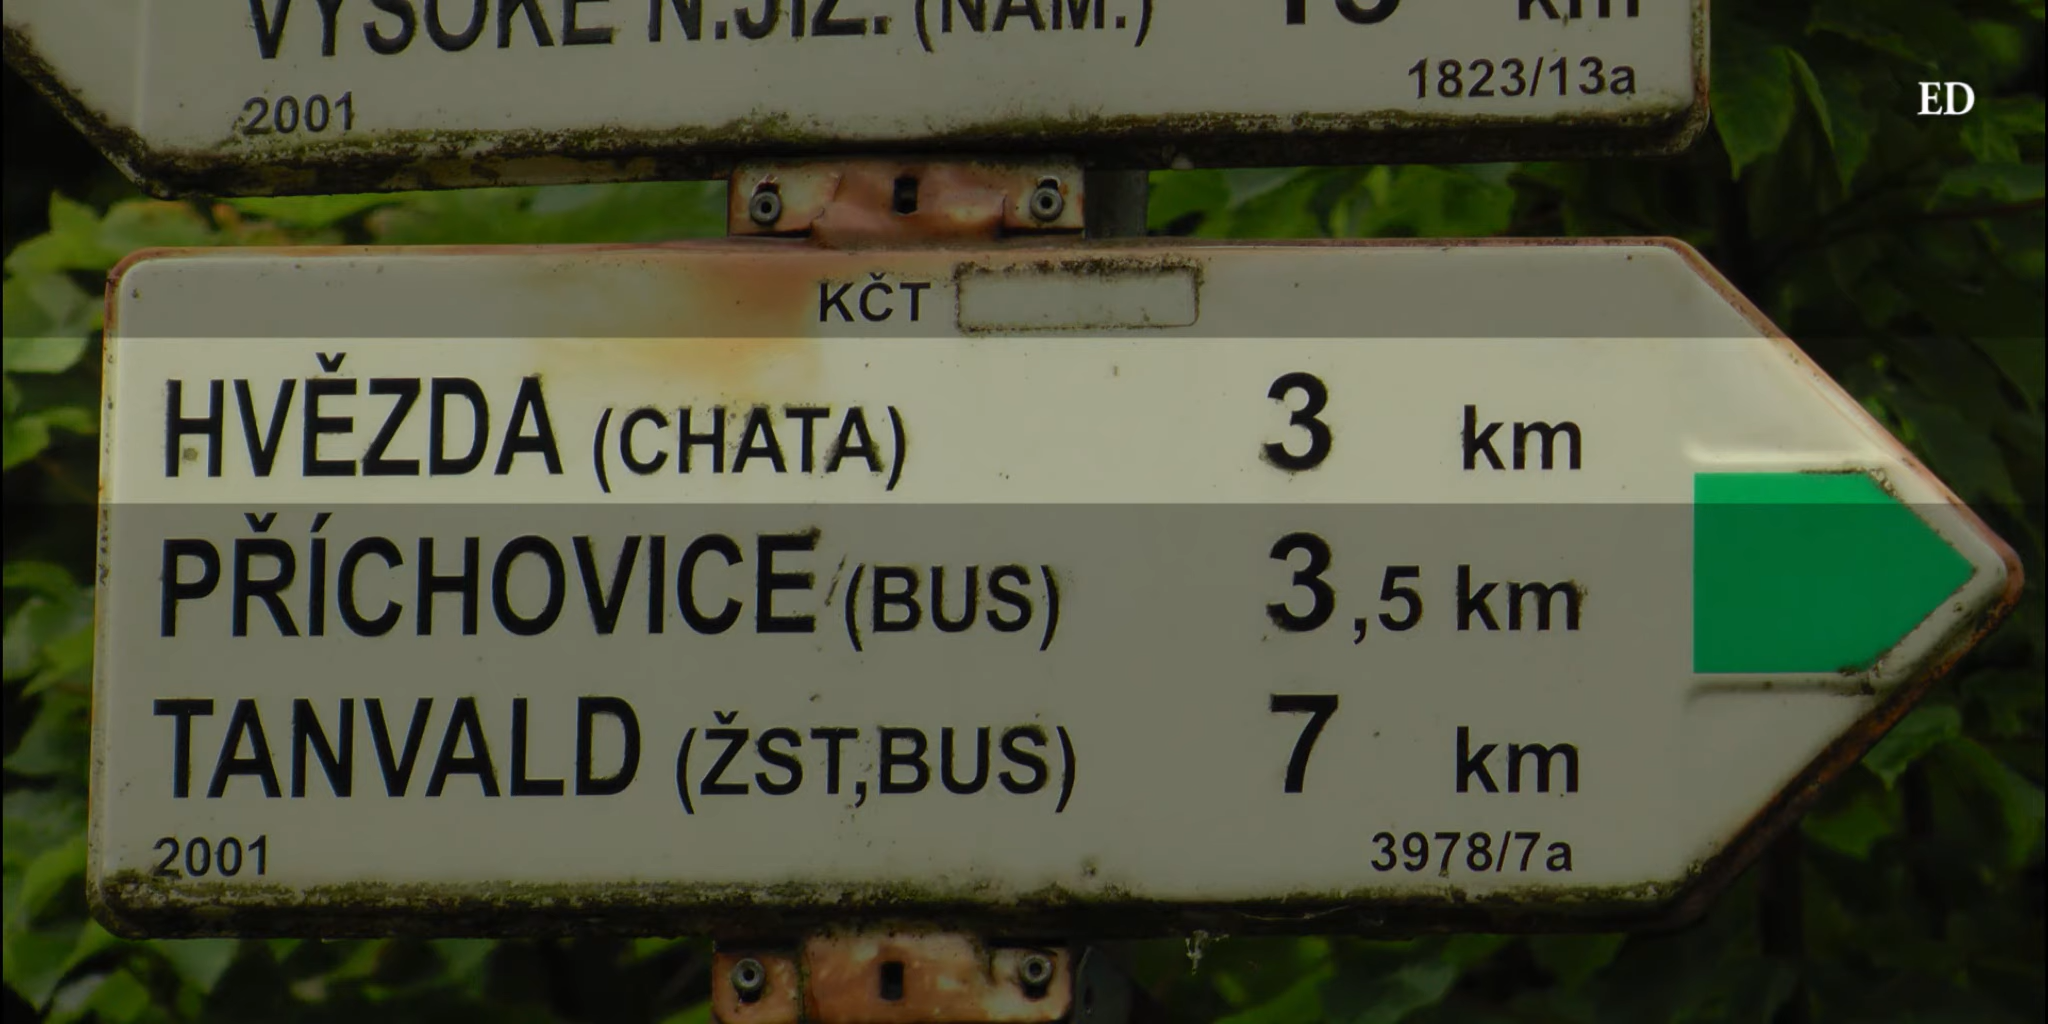 VYSOKÉ N.JIZ. (NÁM.) km
2001 1823/13a
ED
KČT
HVĚZDA (CHATA) 3 km
PŘÍCHOVICE (BUS) 3,5 km
TANVALD (ŽST,BUS) 7 km
2001 3978/7a